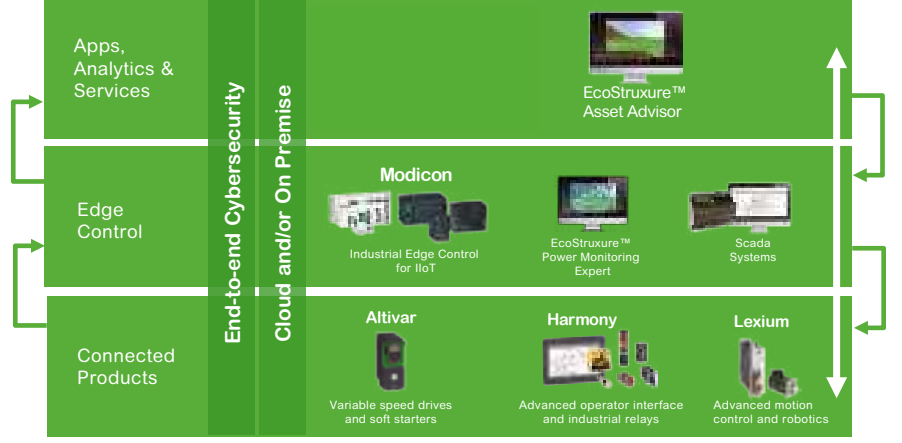 Apps,
Analytics &
Services
EcoStruxure™
Asset Advisor
End-to-end Cybersecurity
Cloud and/or On Premise
Edge
Control
Modicon
Industrial Edge Control
for IIoT
EcoStruxure™
Power Monitoring
Expert
Scada
Systems
Connected
Products
Altivar
Variable speed drives
and soft starters
Harmony
Advanced operator interface
and industrial relays
Lexium
Advanced motion
control and robotics